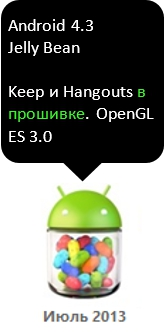 Android 4.3
Jelly Bean
Keep и Hangouts в
прошивке. OpenGL
ES 3.0
Июль 2013